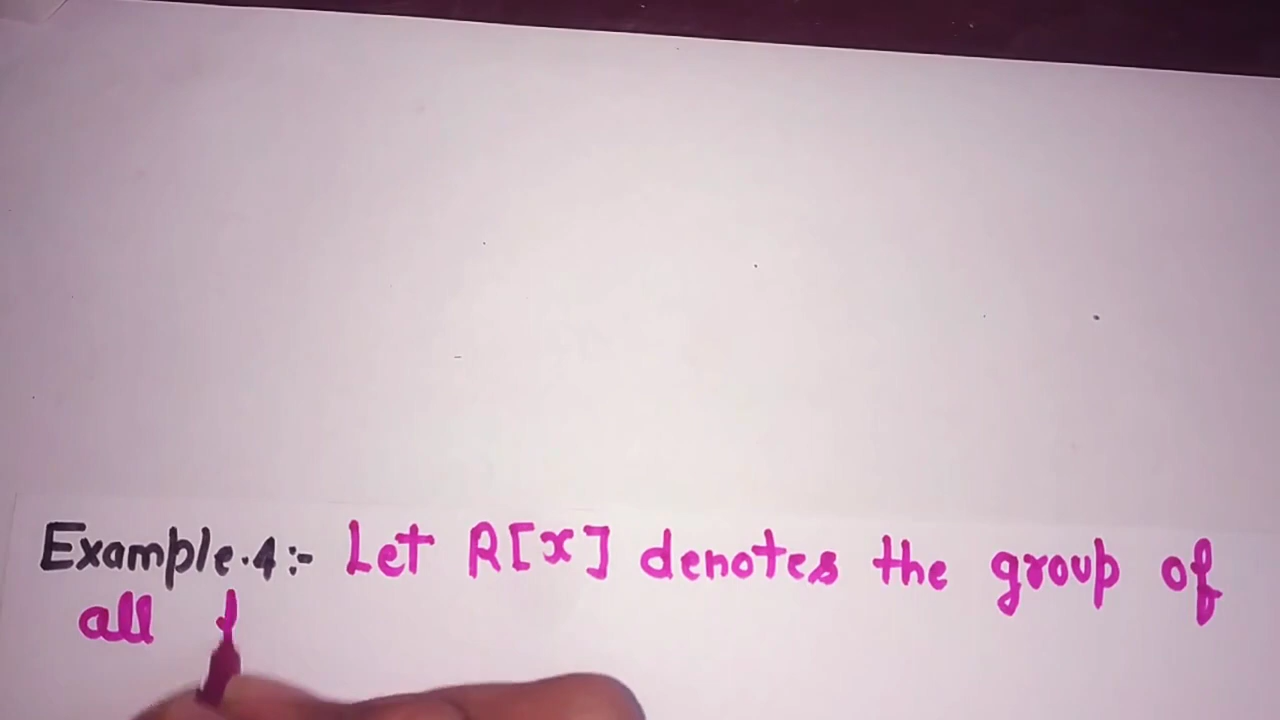 Example.4:- Let R[x] denotes the group of
all